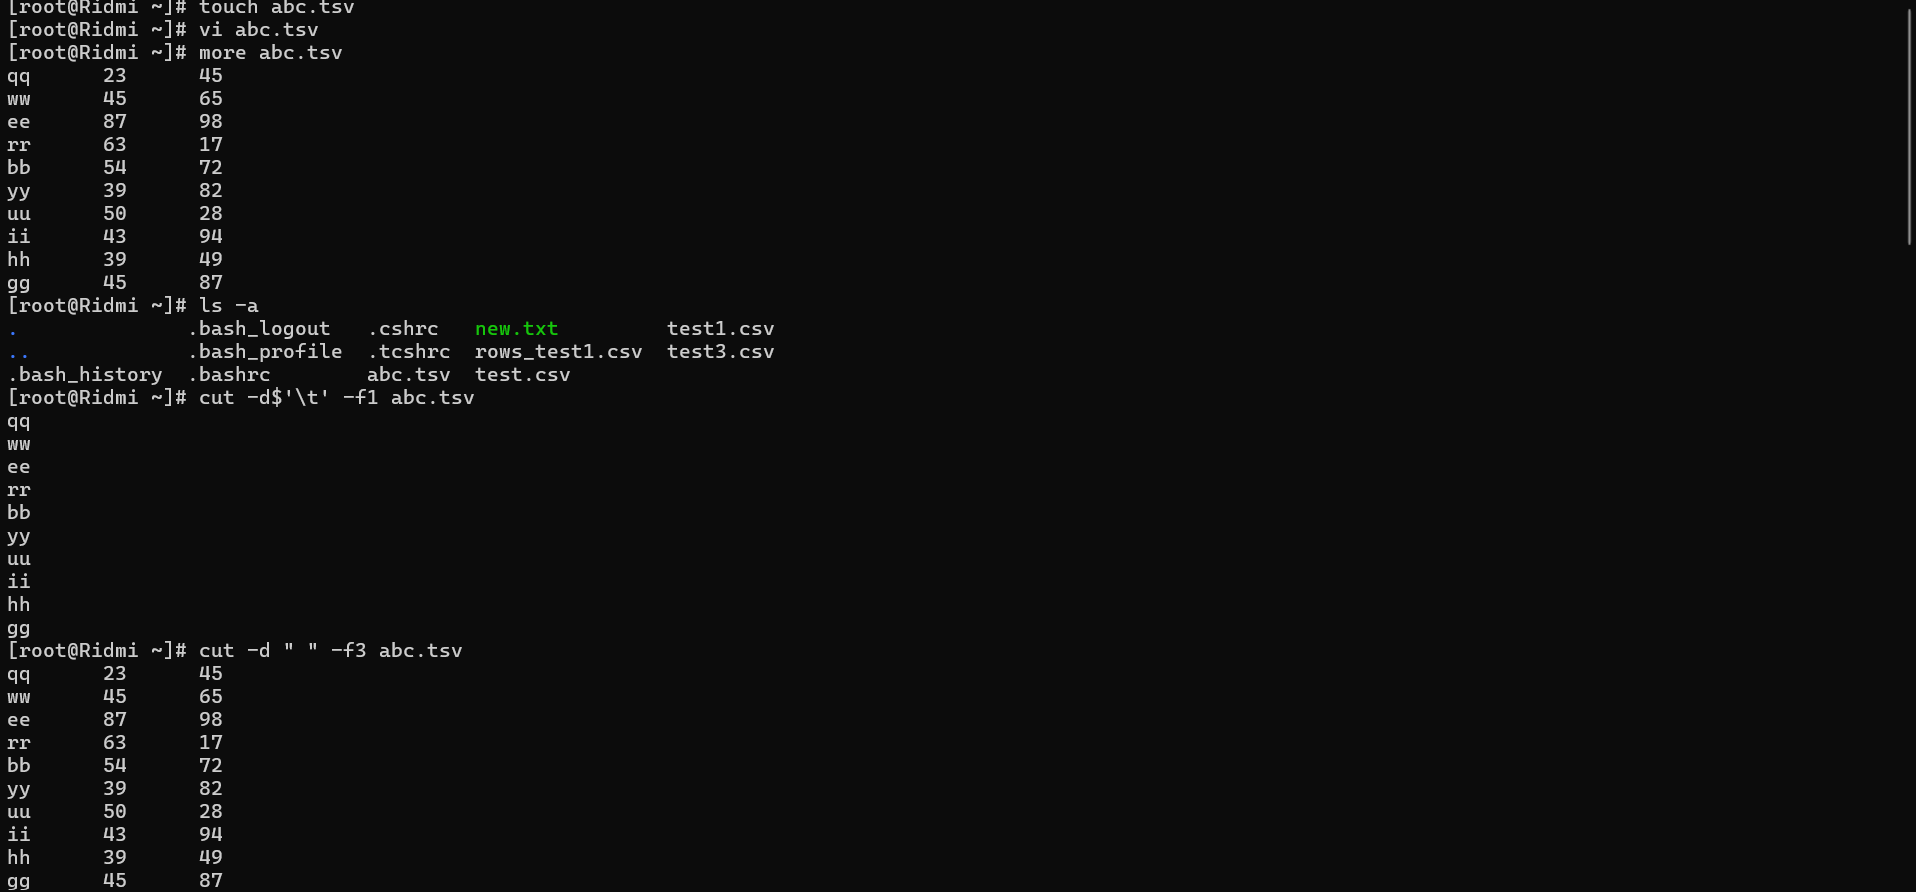 [root@Ridmi ~]# touch abc.tsv
[root@Ridmi ~]# vi abc.tsv
[root@Ridmi ~]# more abc.tsv
qq      23      45
ww      45      65
ee      87      98
rr      63      17
bb      54      72
yy      39      82
uu      50      28
ii      43      94
hh      39      49
gg      45      87
[root@Ridmi ~]# ls -a
.              .bash_logout   .cshrc   new.txt         test1.csv
..             .bash_profile  .tcshrc  rows_test1.csv  test3.csv
.bash_history  .bashrc        abc.tsv  test.csv
[root@Ridmi ~]# cut -d$'\t' -f1 abc.tsv
qq
ww
ee
rr
bb
yy
uu
ii
hh
gg
[root@Ridmi ~]# cut -d " " -f3 abc.tsv
qq      23      45
ww      45      65
ee      87      98
rr      63      17
bb      54      72
yy      39      82
uu      50      28
ii      43      94
hh      39      49
gg      45      87